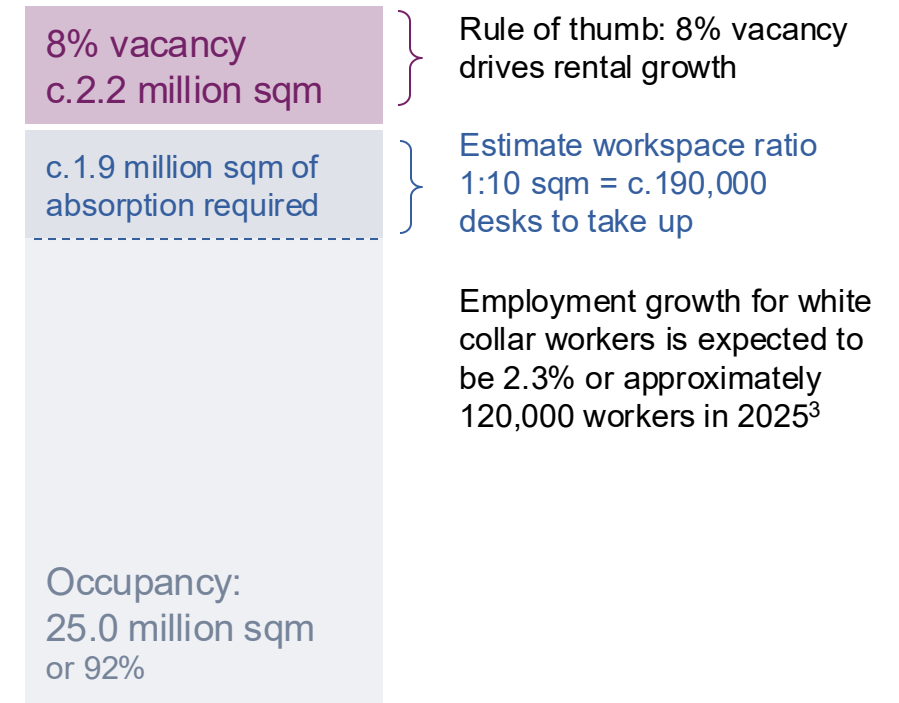 8% vacancy
c.2.2 million sqm
Rule of thumb: 8% vacancy
drives rental growth
c.1.9 million sqm of
absorption required
Estimate workspace ratio
1:10 sqm = c.190,000
desks to take up
Employment growth for white
collar workers is expected to
be 2.3% or approximately
120,000 workers in 2025³
Occupancy:
25.0 million sqm
or 92%